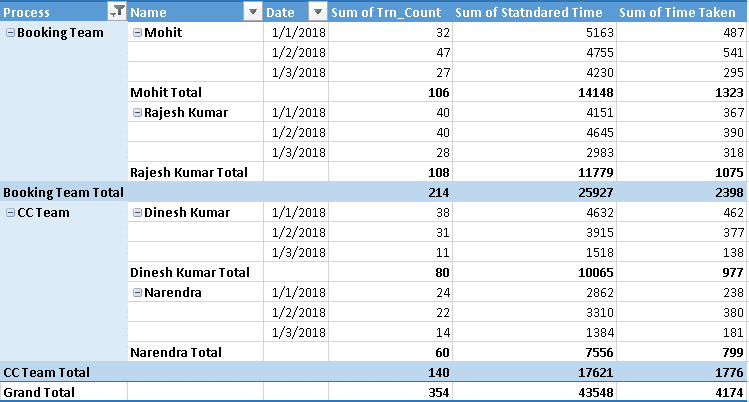 Process Name Date Sum of Trn_Count Sum of Statndared Time Sum of Time Taken
Booking Team Mohit 1/1/2018 32 5163 487
1/2/2018 47 4755 541
1/3/2018 27 4230 295
Mohit Total 106 14148 1323
Rajesh Kumar 1/1/2018 40 4151 367
1/2/2018 40 4645 390
1/3/2018 28 2983 318
Rajesh Kumar Total 108 11779 1075
Booking Team Total 214 25927 2398
CC Team Dinesh Kumar 1/1/2018 38 4632 462
1/2/2018 31 3915 377
1/3/2018 11 1518 138
Dinesh Kumar Total 80 10065 977
Narendra 1/1/2018 24 2862 238
1/2/2018 22 3310 380
1/3/2018 14 1384 181
Narendra Total 60 7556 799
CC Team Total 140 17621 1776
Grand Total 354 43548 4174